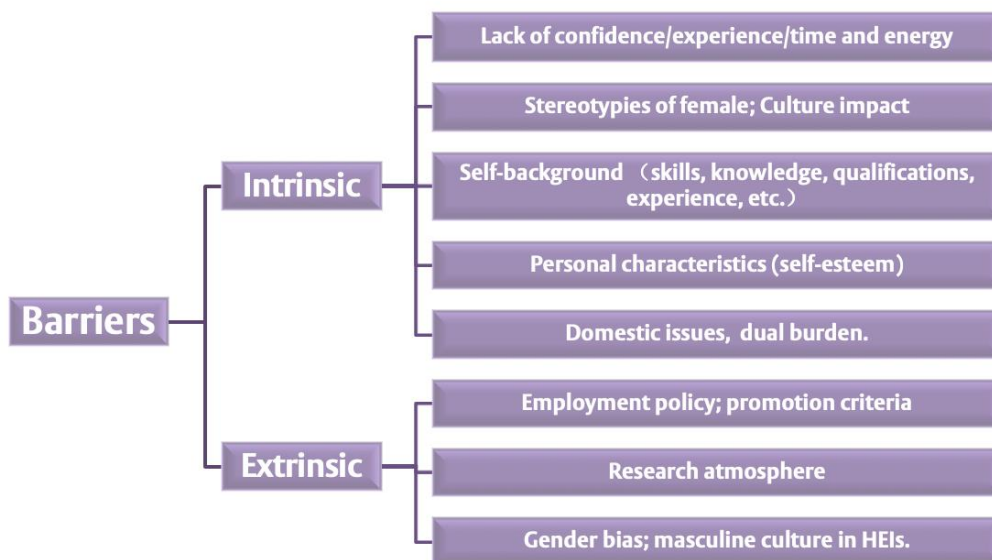 Barriers
Intrinsic
Lack of confidence/experience/time and energy
Stereotypies of female; Culture impact
Self-background （skills, knowledge, qualifications,
experience, etc.）
Personal characteristics (self-esteem)
Domestic issues, dual burden.
Extrinsic
Employment policy; promotion criteria
Research atmosphere
Gender bias; masculine culture in HEIs.